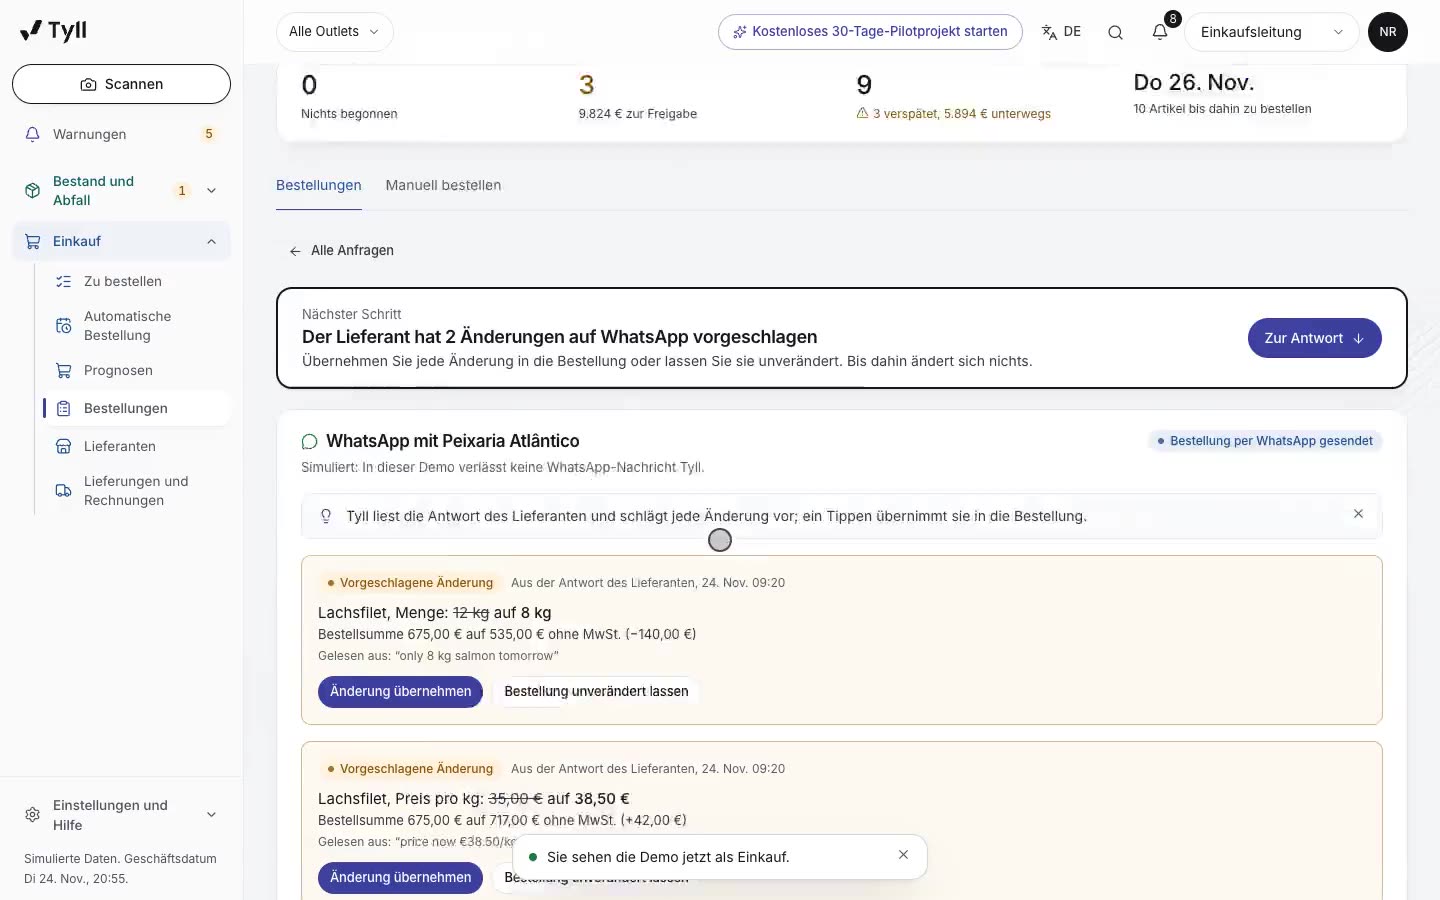 Tyll
Alle Outlets
Kostenloses 30-Tage-Pilotprojekt starten
DE
8
Einkaufsleitung
NR
Scannen
Warnungen
5
Bestand und
Abfall
1
Einkauf
Zu bestellen
Automatische
Bestellung
Prognosen
Bestellungen
Lieferanten
Lieferungen und
Rechnungen
Einstellungen und
Hilfe
Simulierte Daten. Geschäftsdatum
Di 24. Nov., 20:55.
0
Nichts begonnen
3
9.824 € zur Freigabe
9
3 verspätet, 5.894 € unterwegs
Do 26. Nov.
10 Artikel bis dahin zu bestellen
Bestellungen
Manuell bestellen
Alle Anfragen
Nächster Schritt
Der Lieferant hat 2 Änderungen auf WhatsApp vorgeschlagen
Übernehmen Sie jede Änderung in die Bestellung oder lassen Sie sie unverändert. Bis dahin ändert sich nichts.
Zur Antwort
WhatsApp mit Peixaria Atlântico
Bestellung per WhatsApp gesendet
Simuliert: In dieser Demo verlässt keine WhatsApp-Nachricht Tyll.
Tyll liest die Antwort des Lieferanten und schlägt jede Änderung vor; ein Tippen übernimmt sie in die Bestellung.
Vorgeschlagene Änderung
Aus der Antwort des Lieferanten, 24. Nov. 09:20
Lachsfilet, Menge: 12 kg auf 8 kg
Bestellsumme 675,00 € auf 535,00 € ohne MwSt. (−140,00 €)
Gelesen aus: “only 8 kg salmon tomorrow”
Änderung übernehmen
Bestellung unverändert lassen
Vorgeschlagene Änderung
Aus der Antwort des Lieferanten, 24. Nov. 09:20
Lachsfilet, Preis pro kg: 35,00 € auf 38,50 €
Bestellsumme 675,00 € auf 717,00 € ohne MwSt. (+42,00 €)
Gelesen aus: “price now €38.50/kg
Änderung übernehmen
Sie sehen die Demo jetzt als Einkauf.